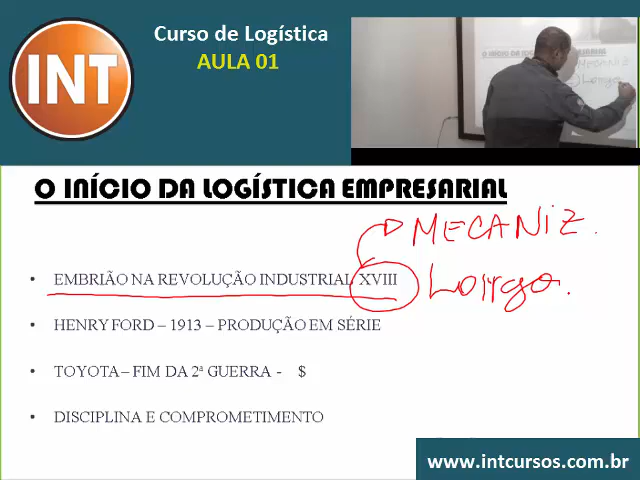 INT
Curso de Logística
AULA 01
O INÍCIO DA LOGÍSTICA EMPRESARIAL
MECANIZ.
• EMBRIÃO NA REVOLUÇÃO INDUSTRIAL XVIII
• HENRY FORD – 1913 – PRODUÇÃO EM SÉRIE
• TOYOTA – FIM DA 2ª GUERRA - $
• DISCIPLINA E COMPROMETIMENTO
www.intcursos.com.br